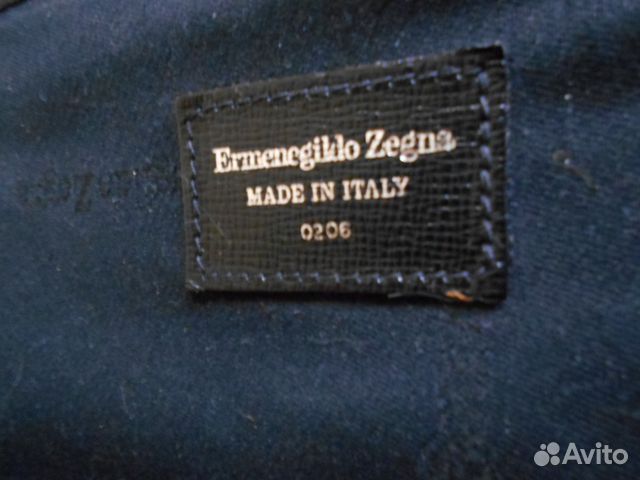 Ermenegildo Zegna
MADE IN ITALY
0206
Avito